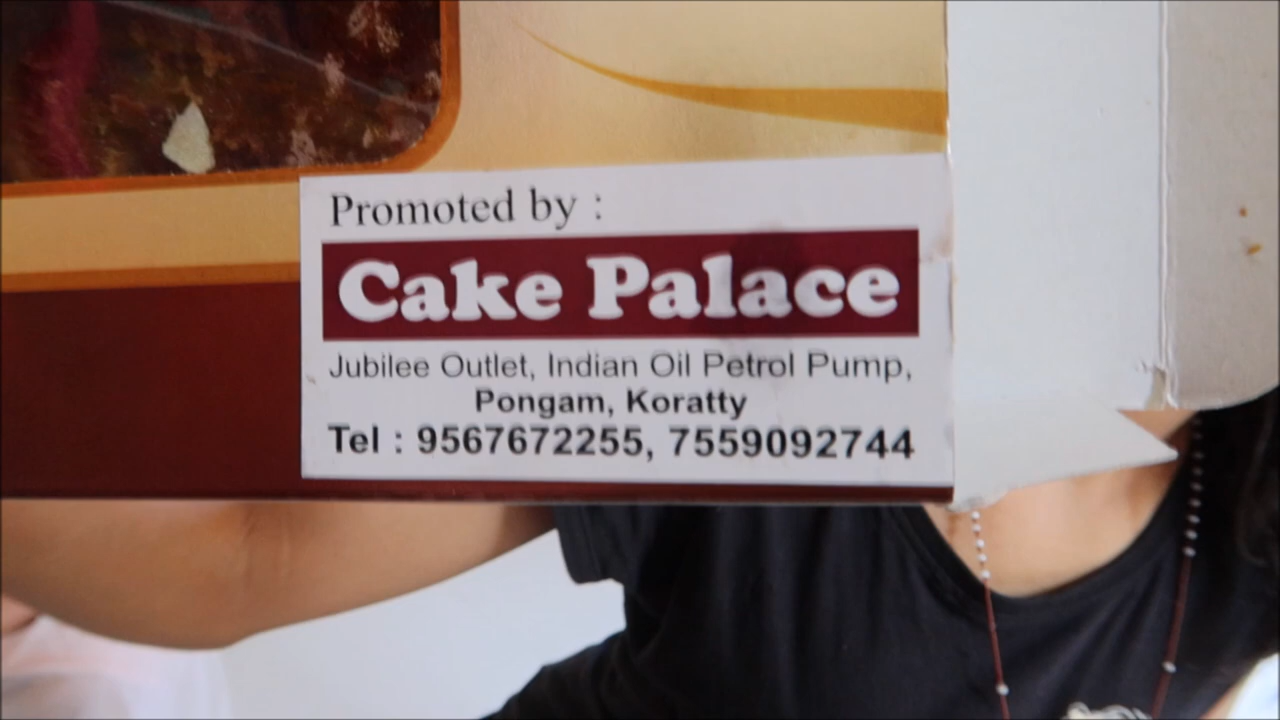 Promoted by :
Cake Palace
Jubilee Outlet, Indian Oil Petrol Pump,
Pongam, Koratty
Tel : 9567672255, 7559092744